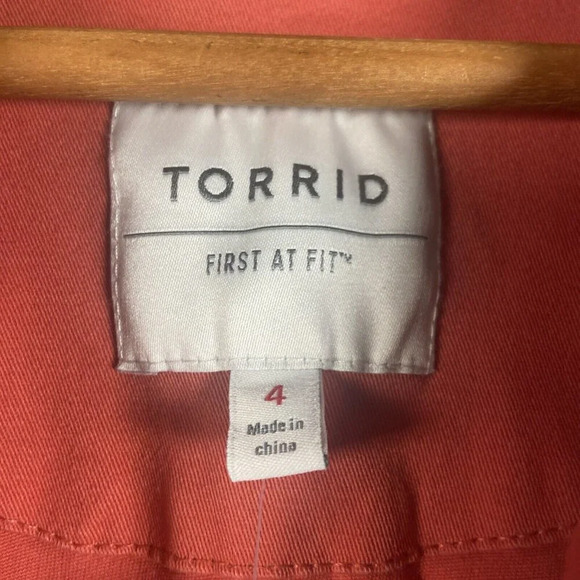 TORRID
FIRST AT FIT™
4
Made in
china